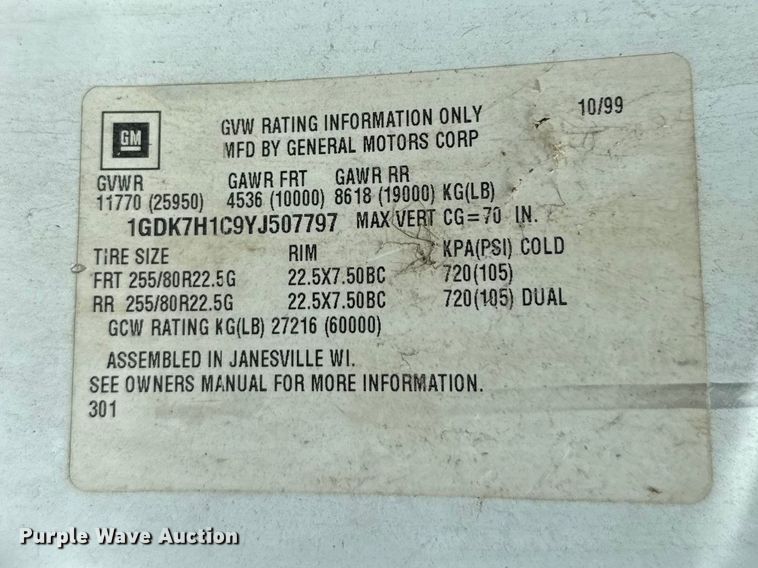 GM
GVW RATING INFORMATION ONLY 10/99
MFD BY GENERAL MOTORS CORP
GVWR GAWR FRT GAWR RR
11770 (25950) 4536 (10000) 8618 (19000) KG(LB)
1GDK7H1C9YJ507797 MAX VERT CG=70 IN.
TIRE SIZE RIM KPA(PSI) COLD
FRT 255/80R22.5G 22.5X7.50BC 720(105)
RR 255/80R22.5G 22.5X7.50BC 720(105) DUAL
GCW RATING KG(LB) 27216 (60000)
ASSEMBLED IN JANESVILLE WI.
SEE OWNERS MANUAL FOR MORE INFORMATION.
301
Purple Wave Auction